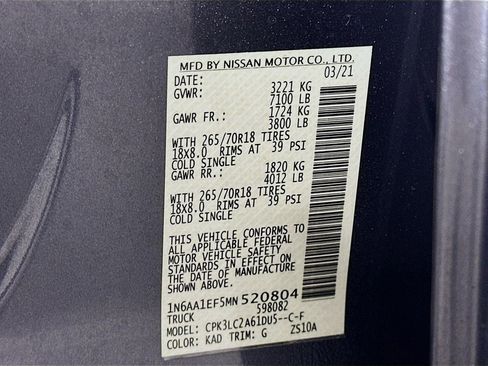 MFD BY NISSAN MOTOR CO., LTD.
DATE: 03/21
GVWR: 3221 KG
7100 LB
GAWR FR.: 1724 KG
3800 LB
WITH 265/70R18 TIRES
18X8.0 RIMS AT 39 PSI
COLD SINGLE
GAWR RR.: 1820 KG
4012 LB
WITH 265/70R18 TIRES
18X8.0 RIMS AT 39 PSI
COLD SINGLE
THIS VEHICLE CONFORMS TO
ALL APPLICABLE FEDERAL
MOTOR VEHICLE SAFETY
STANDARDS IN EFFECT ON
THE DATE OF MANUFACTURE
SHOWN ABOVE.
1N6AA1EF5MN520804
TRUCK 598082
MODEL: CPK3LC2A61DU5--C-F
COLOR: KAD TRIM: G ZS10A